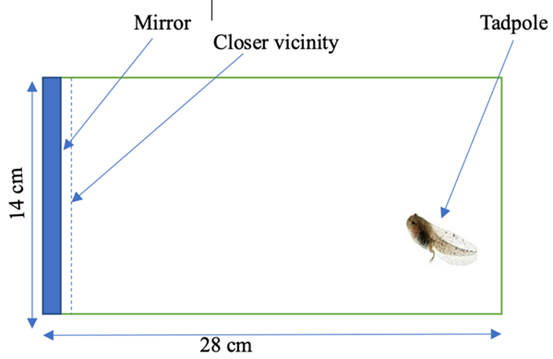 Mirror
Tadpole
Closer vicinity
14 cm
28 cm